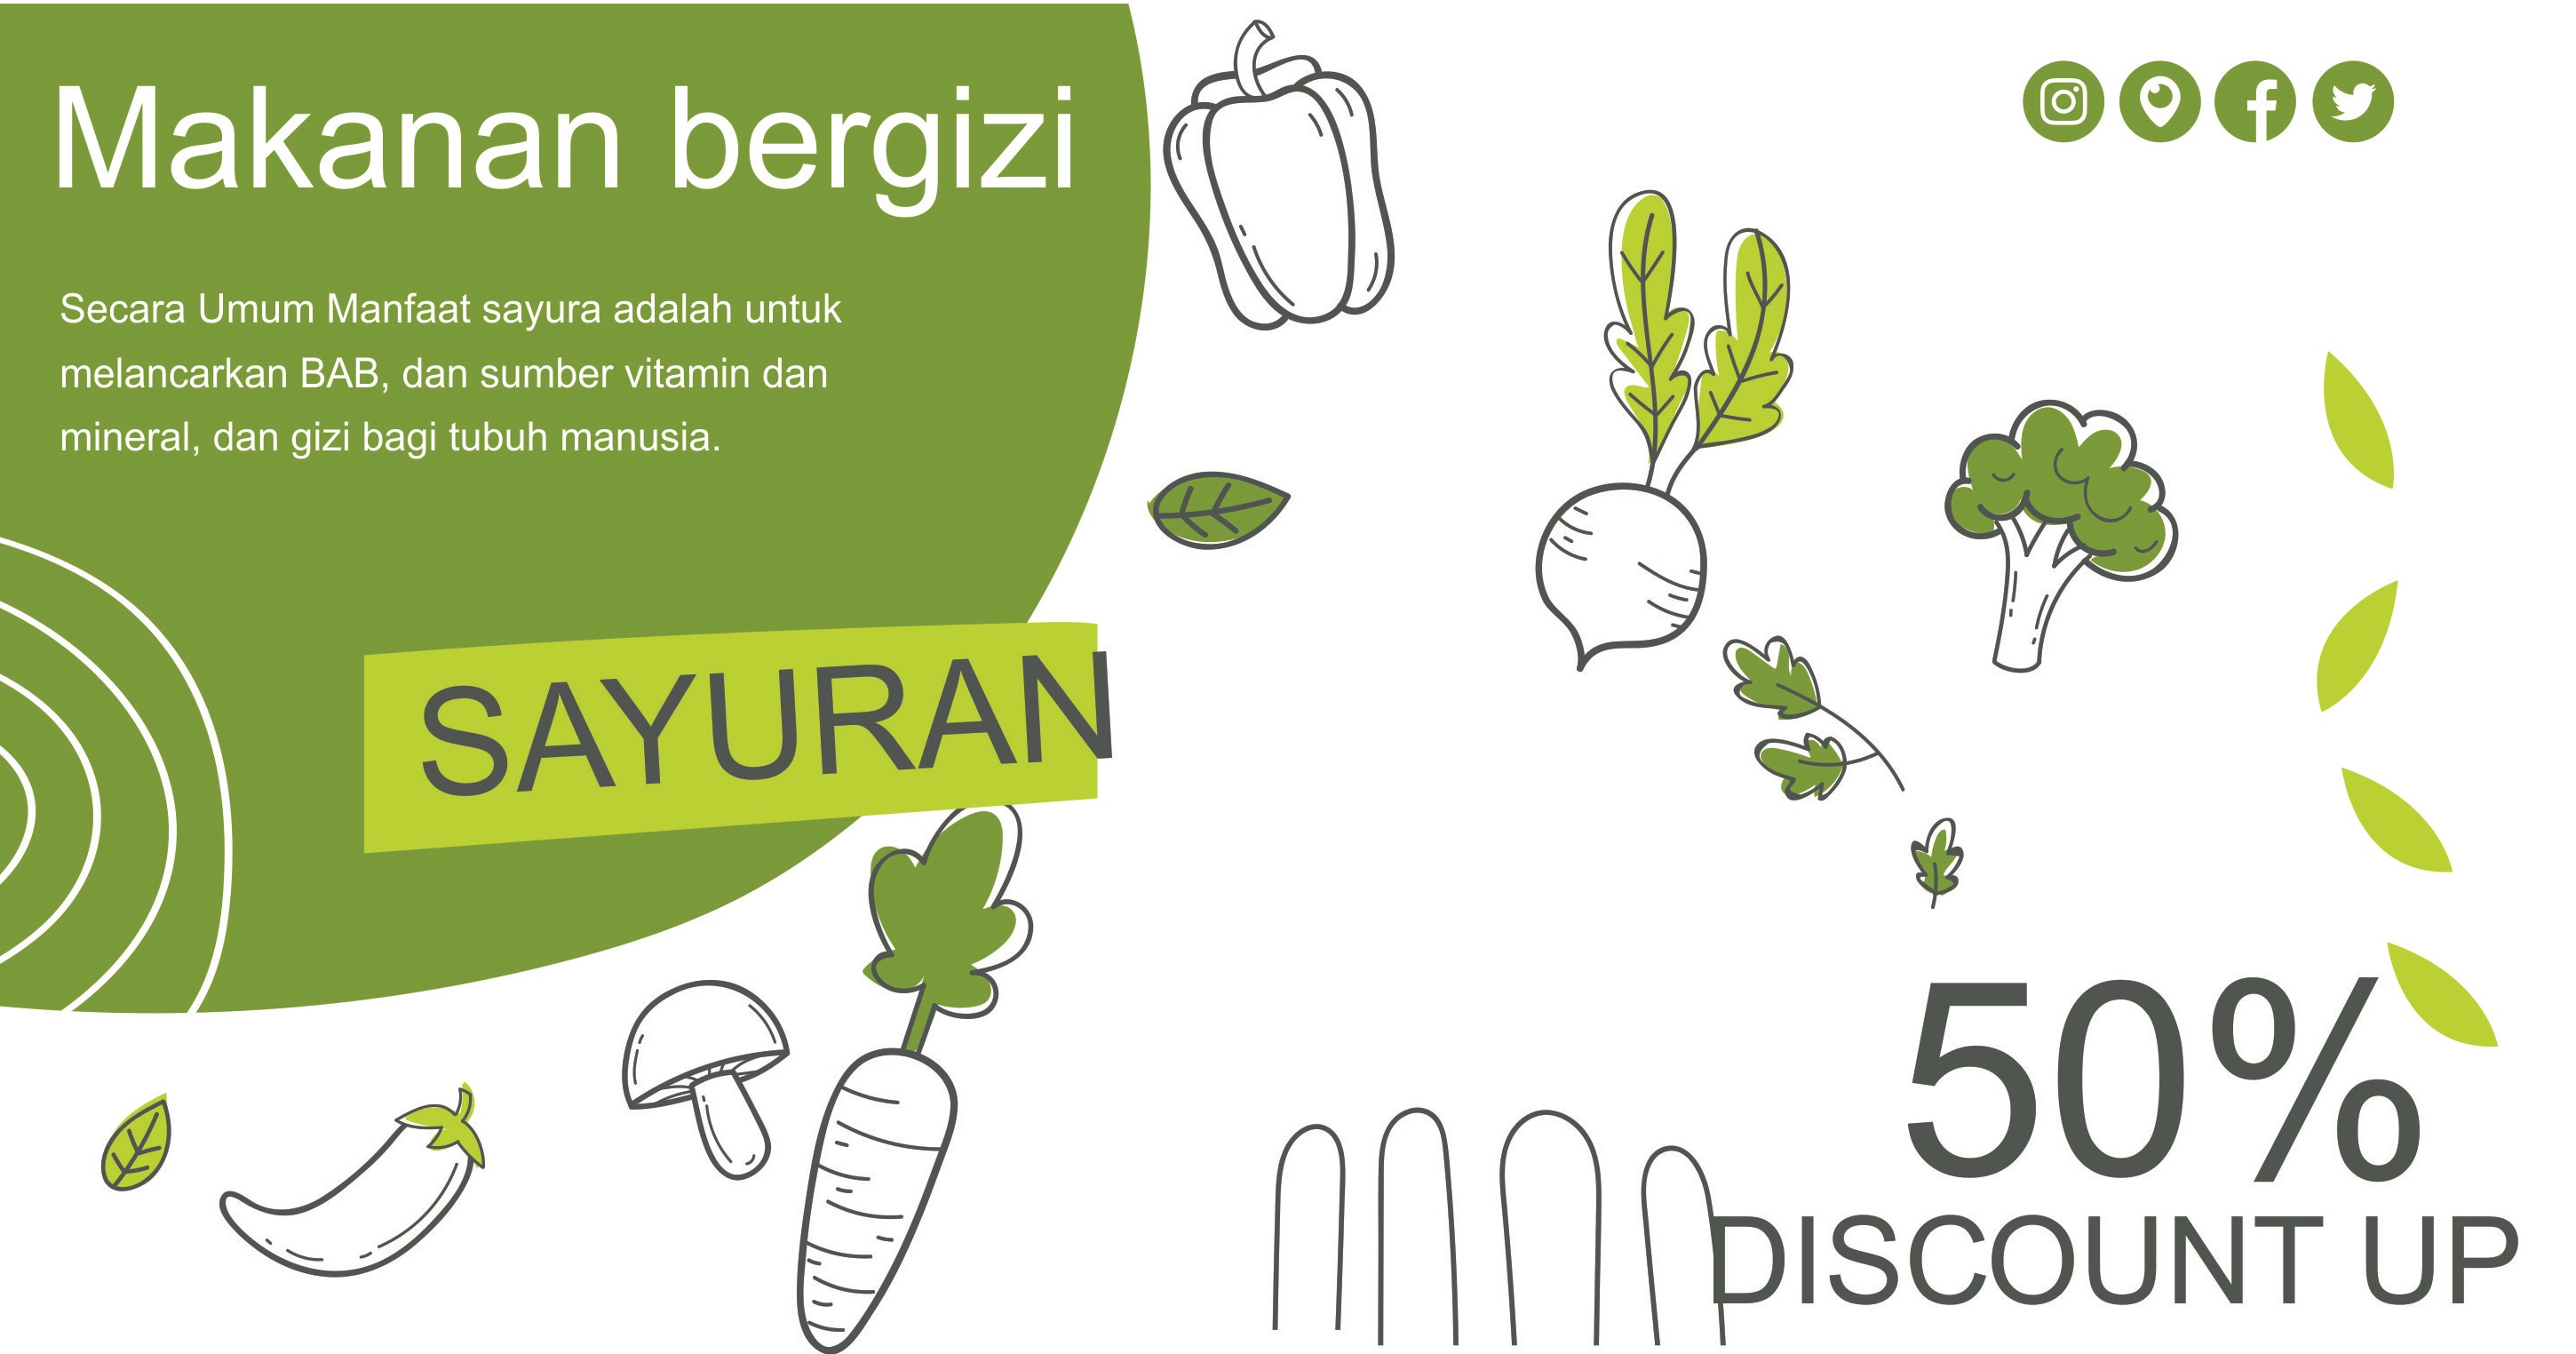 Makanan bergizi
Secara Umum Manfaat sayura adalah untuk
melancarkan BAB, dan sumber vitamin dan
mineral, dan gizi bagi tubuh manusia.
SAYURAN
50%
DISCOUNT UP